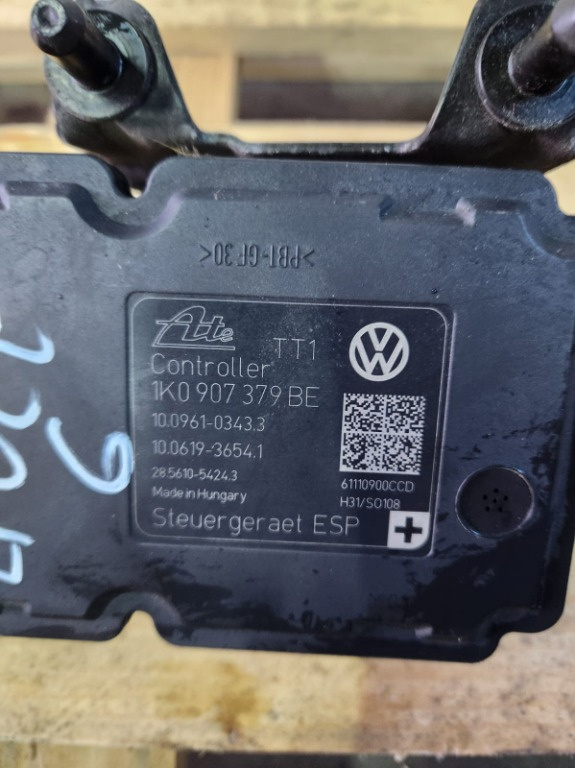 >PBT-GF30<
Ate
TT1
Controller
1K0 907 379 BE
10.0961-0343.3
10.0619-3654.1
28.5610-5424.3
Made in Hungary
61110900CCD
H31/SO108
Steuergeraet ESP